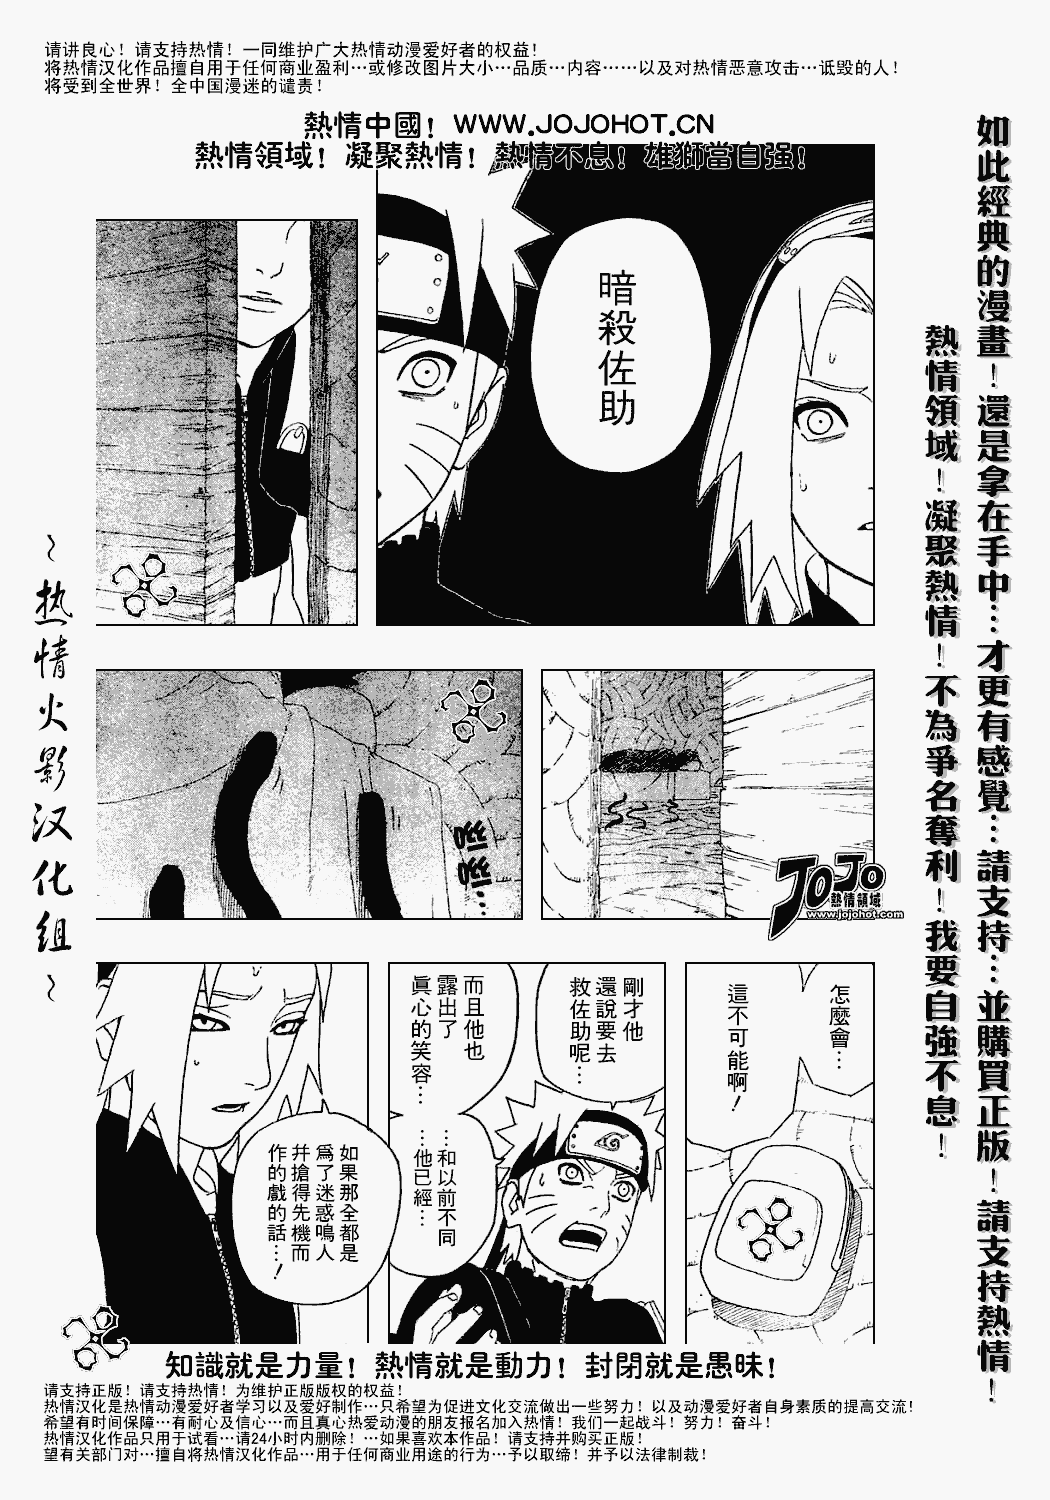 请讲良心！请支持热情！一同维护广大热情动漫爱好者的权益！
将热情汉化作品擅自用于任何商业盈利…或修改图片大小…品质…内容……以及对热情恶意攻击…诋毁的人！
将受到全世界！全中国漫迷的谴责！
熱情中國！WWW.JOJOHOT.CN
熱情領域！凝聚熱情！熱情不息！雄獅當自强！
如此經典的漫畫！還是拿在手中…才更有感覺…請支持…並購買正版！請支持熱情！
熱情領域！凝聚熱情！不為爭名奪利！我要自強不息！
~热情火影汉化组~
暗殺佐助
JOJO
熱情領域
www.jojohot.com
怎麼會…
這不可能啊！
剛才他
還說要去
救佐助呢…
而且他也
露出了
眞心的笑容…
…和以前不同
…他已經…
如果那全都是
爲了迷惑鳴人
幷搶得先機而
作的戲的話…！
知識就是力量！熱情就是動力！封閉就是愚昧！
请支持正版！请支持热情！为维护正版版权的权益！
热情汉化是热情动漫爱好者学习以及爱好制作…只希望为促进文化交流做出一些努力！以及动漫爱好者自身素质的提高交流！
希望有时间保障…有耐心及信心…而且真心热爱动漫的朋友报名加入热情！我们一起战斗！努力！奋斗！
热情汉化作品只用于试看…请24小时内删除！…如果喜欢本作品！请支持并购买正版！
望有关部门对…擅自将热情汉化作品…用于任何商业用途的行为…予以取缔！并予以法律制裁！